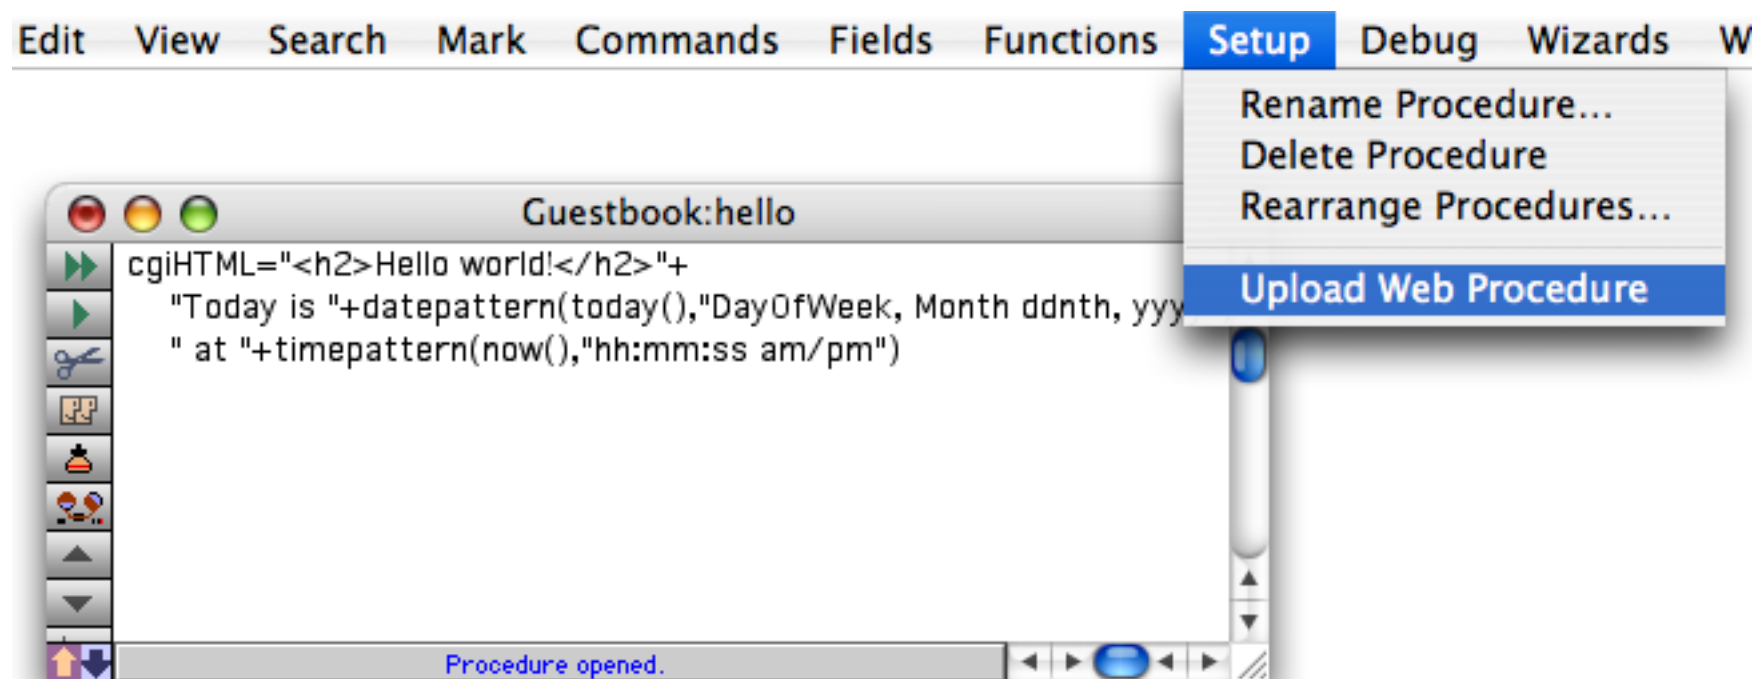 Edit View Search Mark Commands Fields Functions Setup Debug Wizards
Rename Procedure...
Delete Procedure
Rearrange Procedures...
Upload Web Procedure
Guestbook:hello
cgiHTML="<h2>Hello world!</h2>"+
"Today is "+datepattern(today(),"DayOfWeek, Month ddnth, yyy
" at "+timepattern(now(),"hh:mm:ss am/pm")
Procedure opened.